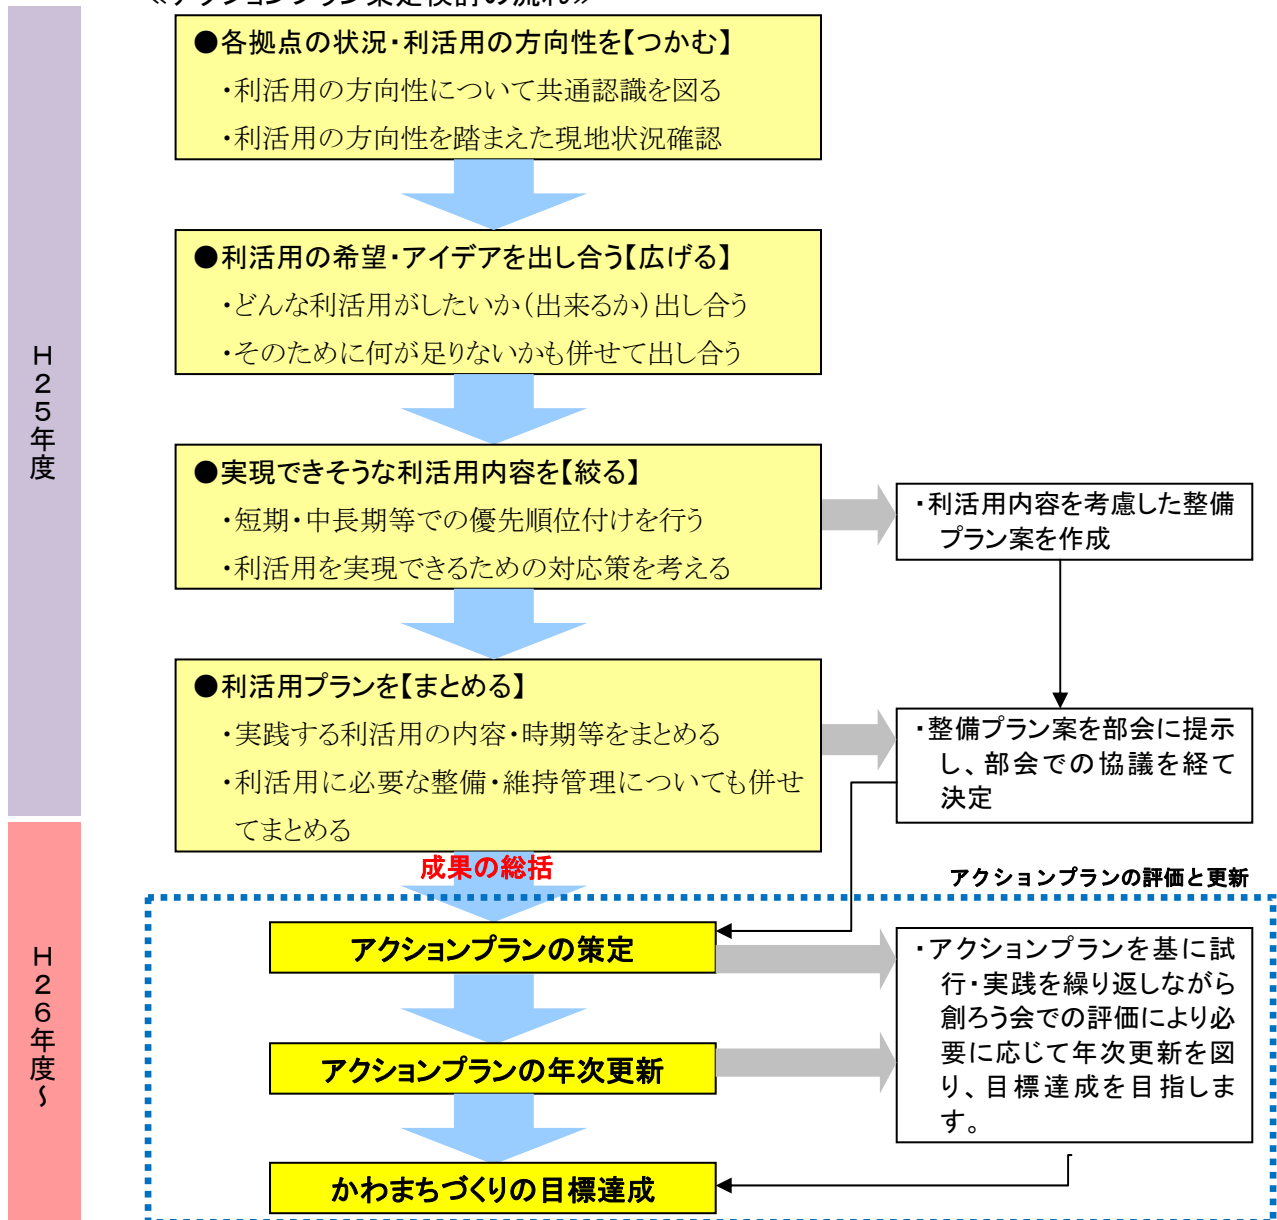 ≪アクションプラン策定検討の流れ≫
H25年度
●各拠点の状況・利活用の方向性を【つかむ】
・利活用の方向性について共通認識を図る
・利活用の方向性を踏まえた現地状況確認
●利活用の希望・アイデアを出し合う【広げる】
・どんな利活用がしたいか（出来るか）出し合う
・そのために何が足りないかも併せて出し合う
●実現できそうな利活用内容を【絞る】
・短期・中長期等での優先順位付けを行う
・利活用を実現できるための対応策を考える
・利活用内容を考慮した整備
プラン案を作成
●利活用プランを【まとめる】
・実践する利活用の内容・時期等をまとめる
・利活用に必要な整備・維持管理についても併せ
てまとめる
・整備プラン案を部会に提示
し、部会での協議を経て
決定
成果の総括
アクションプランの評価と更新
H26年度～
アクションプランの策定
アクションプランの年次更新
かわまちづくりの目標達成
・アクションプランを基に試
行・実践を繰り返しながら
創ろう会での評価により必
要に応じて年次更新を図
り、目標達成を目指しま
す。